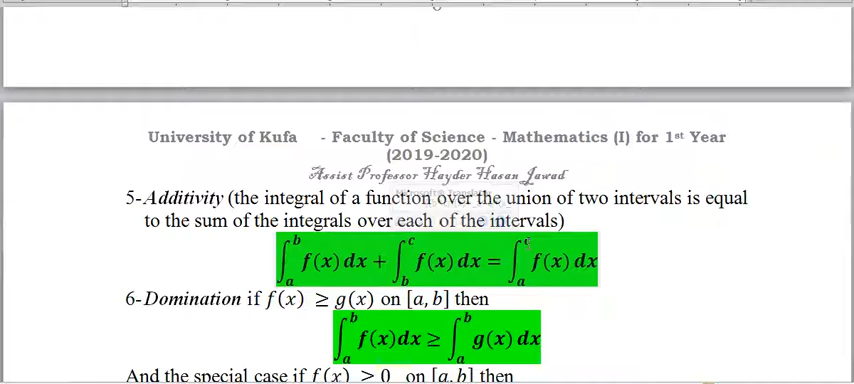 University of Kufa - Faculty of Science - Mathematics (I) for 1st Year
(2019-2020)
Assist Professor Hayder Hasan Jawad
5-Additivity (the integral of a function over the union of two intervals is equal
to the sum of the integrals over each of the intervals)
∫_a^b f(x) dx + ∫_b^c f(x) dx = ∫_a^c f(x) dx
6-Domination if f(x) ≥ g(x) on [a, b] then
∫_a^b f(x)dx ≥ ∫_a^b g(x) dx
And the special case if f(x) > 0 on [a, b] then